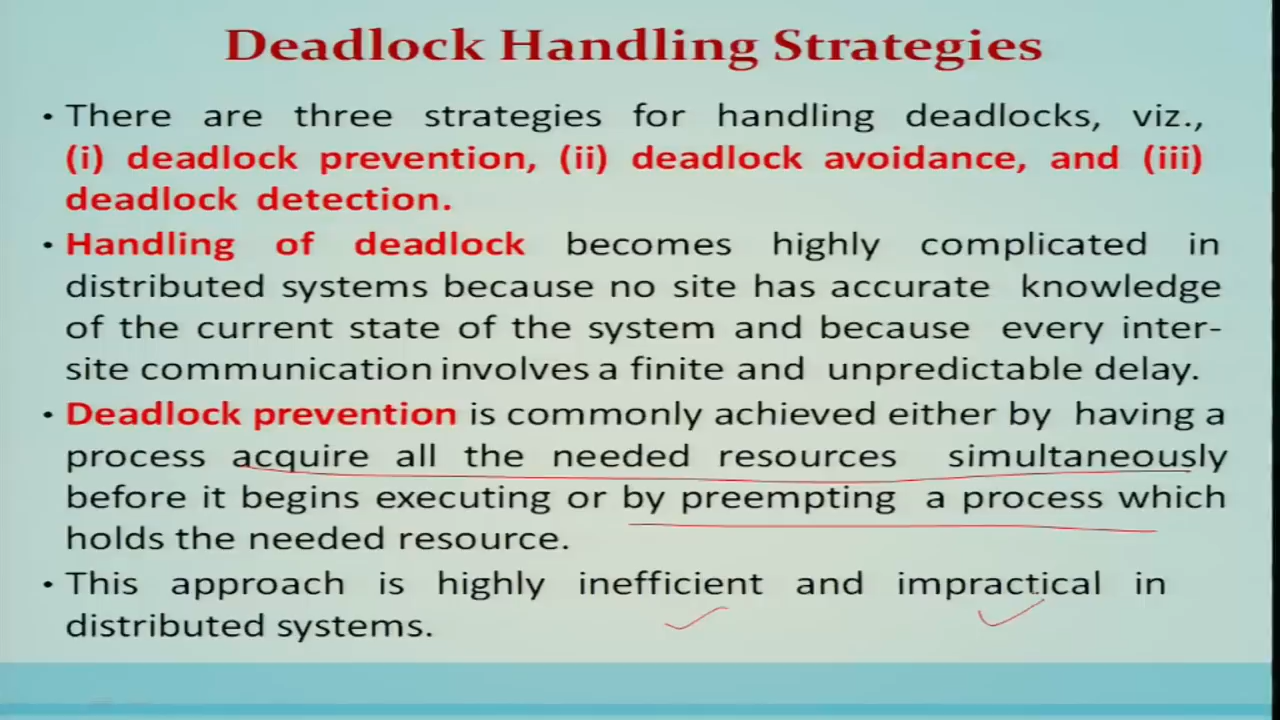 Deadlock Handling Strategies
• There are three strategies for handling deadlocks, viz.,
(i) deadlock prevention, (ii) deadlock avoidance, and (iii)
deadlock detection.
• Handling of deadlock becomes highly complicated in
distributed systems because no site has accurate knowledge
of the current state of the system and because every inter-
site communication involves a finite and unpredictable delay.
• Deadlock prevention is commonly achieved either by having a
process acquire all the needed resources simultaneously
before it begins executing or by preempting a process which
holds the needed resource.
• This approach is highly inefficient and impractical in
distributed systems.